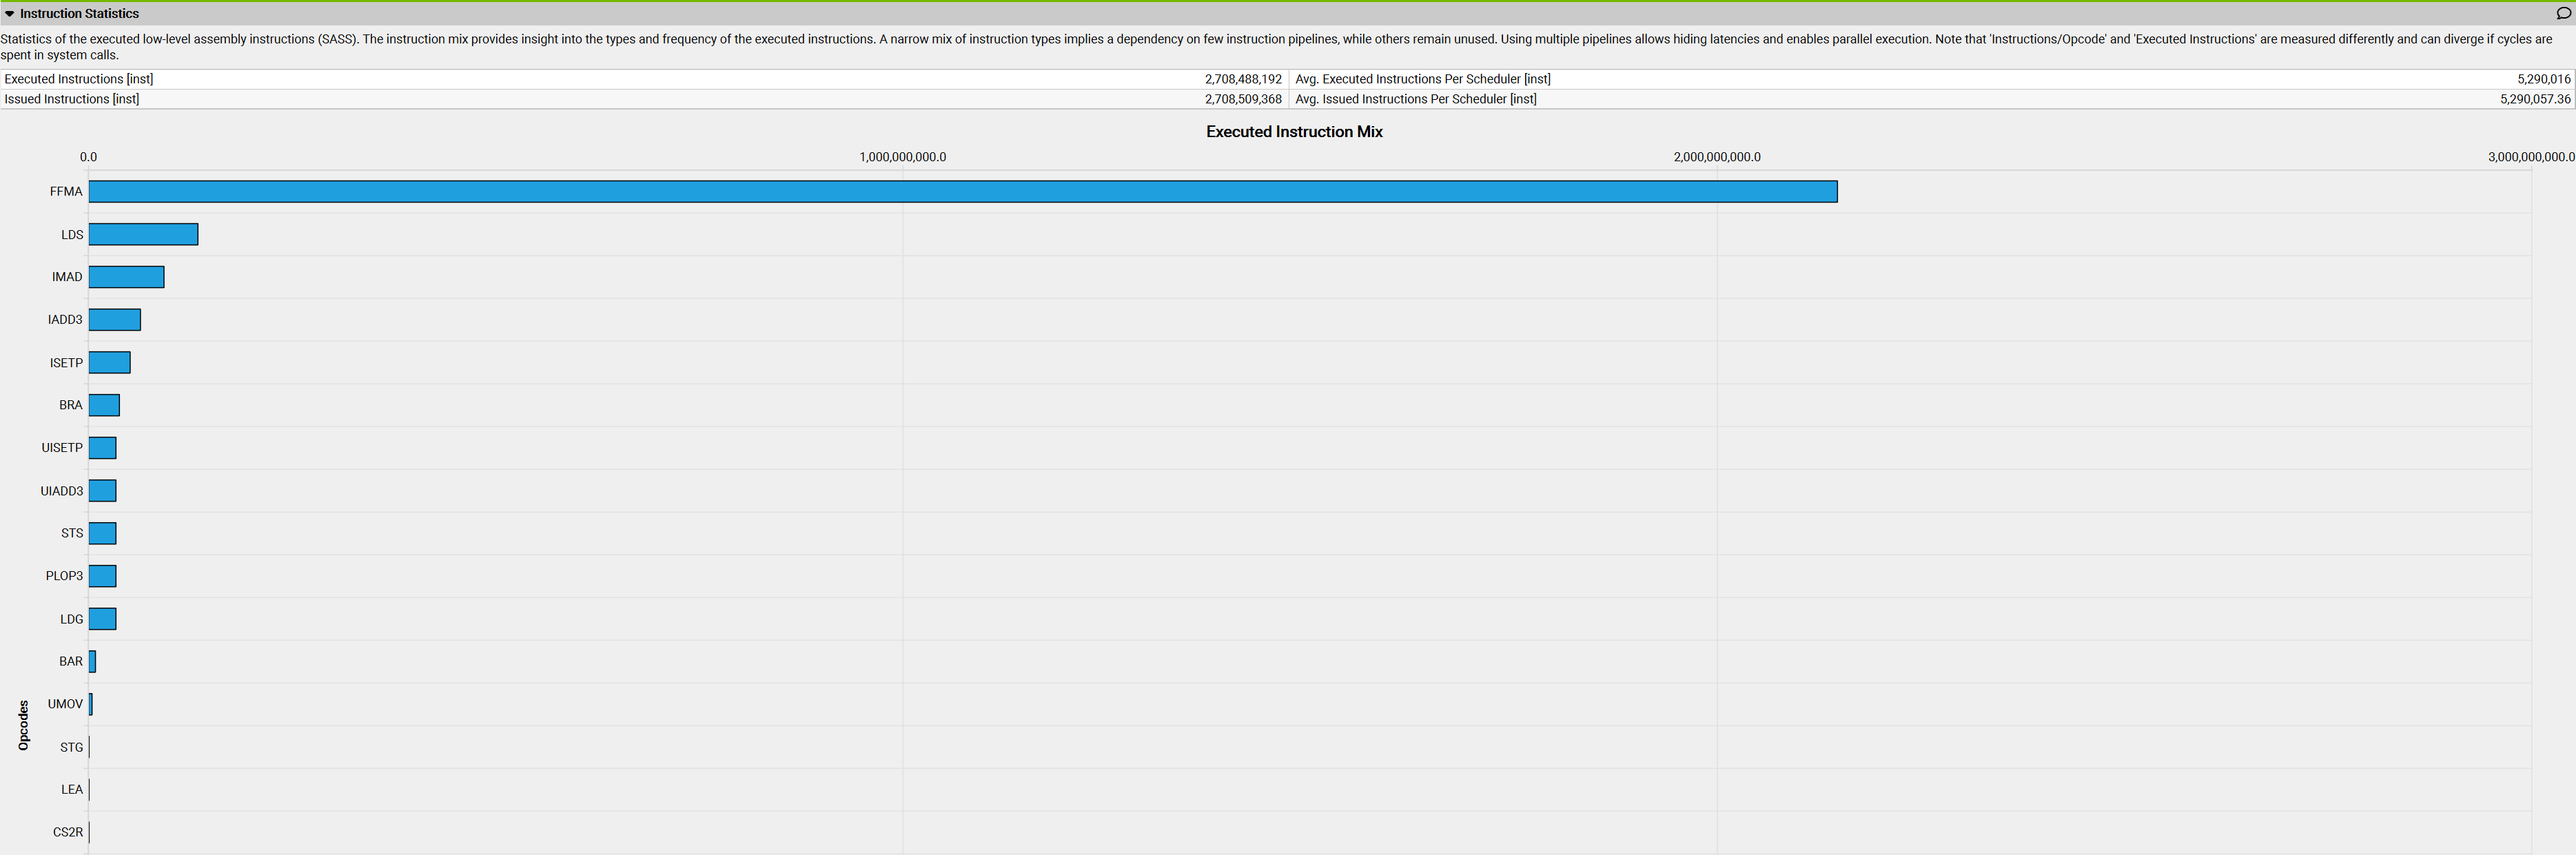 Instruction Statistics
Statistics of the executed low-level assembly instructions (SASS). The instruction mix provides insight into the types and frequency of the executed instructions. A narrow mix of instruction types implies a dependency on few instruction pipelines, while others remain unused. Using multiple pipelines allows hiding latencies and enables parallel execution. Note that 'Instructions/Opcode' and 'Executed Instructions' are measured differently and can diverge if cycles are
spent in system calls.
Executed Instructions [inst] 2,708,488,192 Avg. Executed Instructions Per Scheduler [inst] 5,290,016
Issued Instructions [inst] 2,708,509,368 Avg. Issued Instructions Per Scheduler [inst] 5,290,057.36
Executed Instruction Mix
0.0 1,000,000,000.0 2,000,000,000.0 3,000,000,000.0
FFMA
LDS
IMAD
IADD3
ISETP
BRA
UISETP
UIADD3
STS
PLOP3
LDG
BAR
UMOV
STG
LEA
CS2R
Opcodes